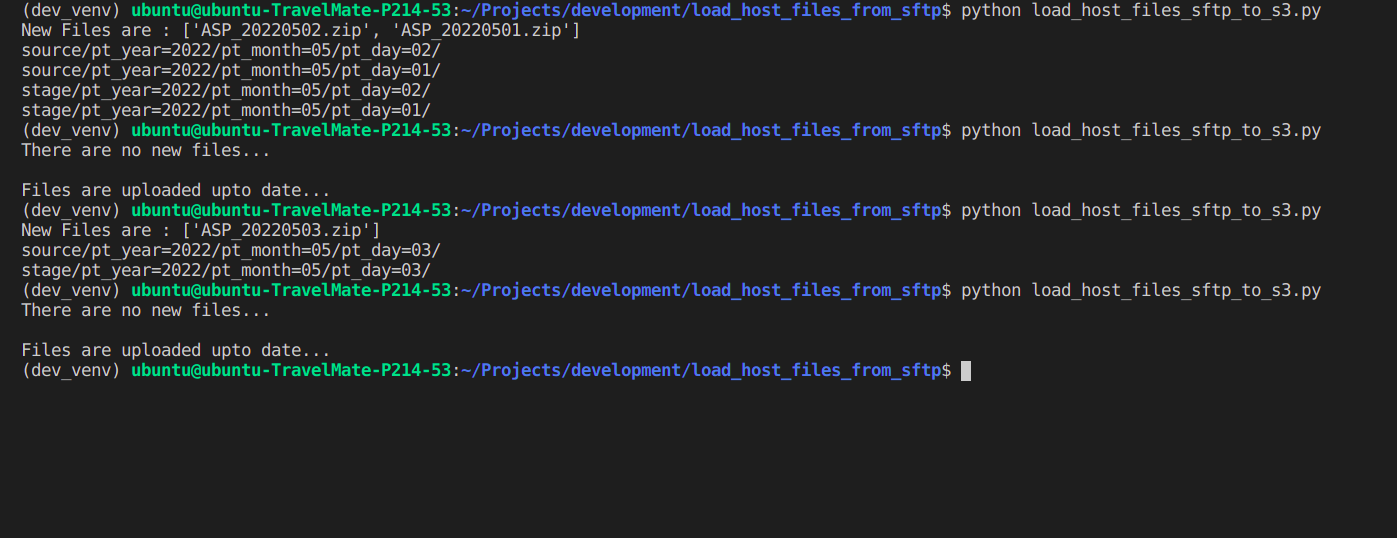 (dev_venv) ubuntu@ubuntu-TravelMate-P214-53:~/Projects/development/load_host_files_from_sftp$ python load_host_files_sftp_to_s3.py
New Files are : ['ASP_20220502.zip', 'ASP_20220501.zip']
source/pt_year=2022/pt_month=05/pt_day=02/
source/pt_year=2022/pt_month=05/pt_day=01/
stage/pt_year=2022/pt_month=05/pt_day=02/
stage/pt_year=2022/pt_month=05/pt_day=01/
(dev_venv) ubuntu@ubuntu-TravelMate-P214-53:~/Projects/development/load_host_files_from_sftp$ python load_host_files_sftp_to_s3.py
There are no new files...

Files are uploaded upto date...
(dev_venv) ubuntu@ubuntu-TravelMate-P214-53:~/Projects/development/load_host_files_from_sftp$ python load_host_files_sftp_to_s3.py
New Files are : ['ASP_20220503.zip']
source/pt_year=2022/pt_month=05/pt_day=03/
stage/pt_year=2022/pt_month=05/pt_day=03/
(dev_venv) ubuntu@ubuntu-TravelMate-P214-53:~/Projects/development/load_host_files_from_sftp$ python load_host_files_sftp_to_s3.py
There are no new files...

Files are uploaded upto date...
(dev_venv) ubuntu@ubuntu-TravelMate-P214-53:~/Projects/development/load_host_files_from_sftp$